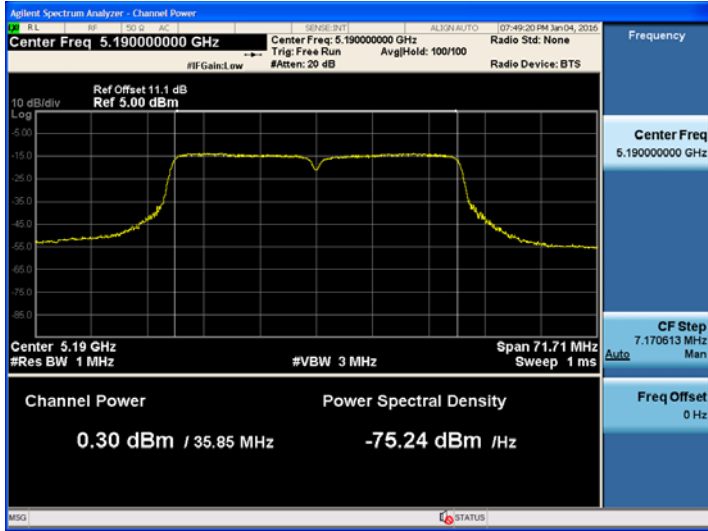 Agilent Spectrum Analyzer - Channel Power
RL RF 50 Ω AC SENSE:INT ALIGNAUTO 07:49:20 PM Jan 04, 2016
Center Freq 5.190000000 GHz Center Freq: 5.190000000 GHz Radio Std: None Frequency
Trig: Free Run Avg|Hold: 100/100
#IFGain:Low #Atten: 20 dB Radio Device: BTS
Ref Offset 11.1 dB
10 dB/div Ref 5.00 dBm
Log
-5.00
-15.0
-25.0
-35.0
-45.0
-55.0
-65.0
-75.0
-85.0
Center Freq
5.190000000 GHz
Center 5.19 GHz Span 71.71 MHz
#Res BW 1 MHz #VBW 3 MHz Sweep 1 ms
CF Step
7.170613 MHz
Auto Man
Channel Power Power Spectral Density
0.30 dBm / 35.85 MHz -75.24 dBm /Hz
Freq Offset
0 Hz
MSG STATUS